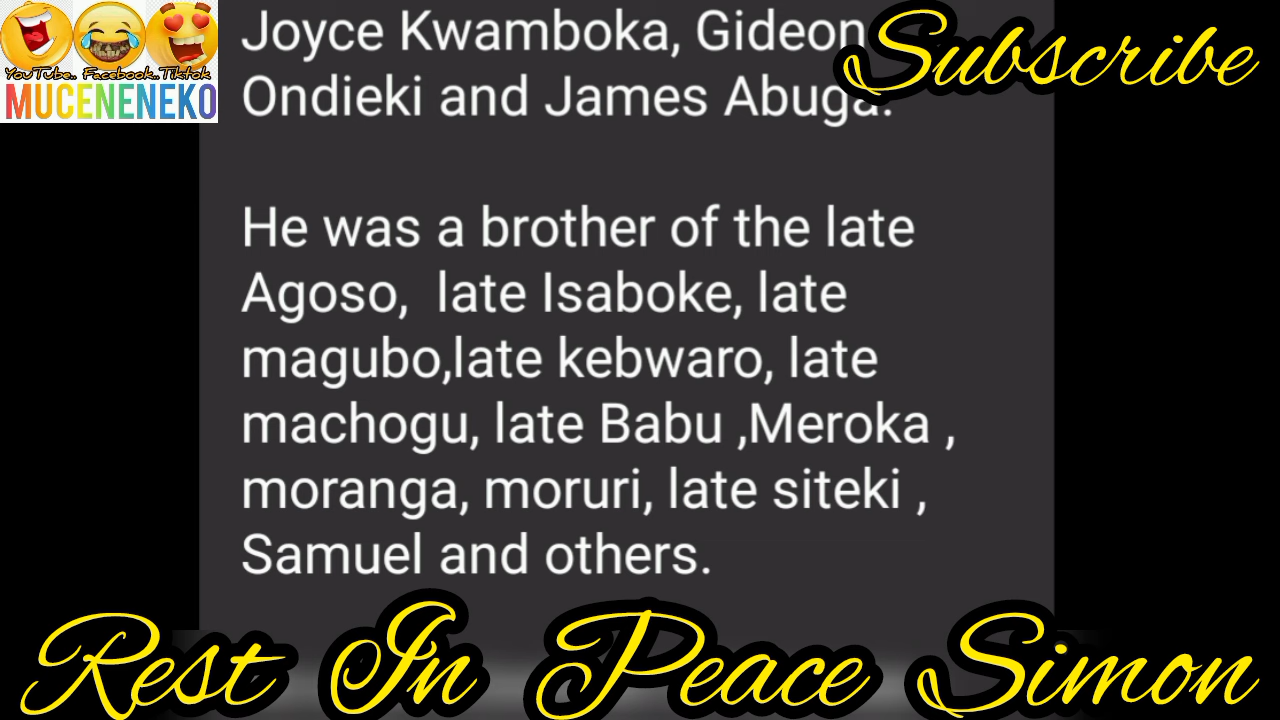 YouTube.. Facebook..Tiktok
MUCENENEKO
Subscribe
Joyce Kwamboka, Gideon
Ondieki and James Abuga.
He was a brother of the late
Agoso,  late Isaboke, late
magubo,late kebwaro, late
machogu, late Babu ,Meroka ,
moranga, moruri, late siteki ,
Samuel and others.
Rest In Peace Simon